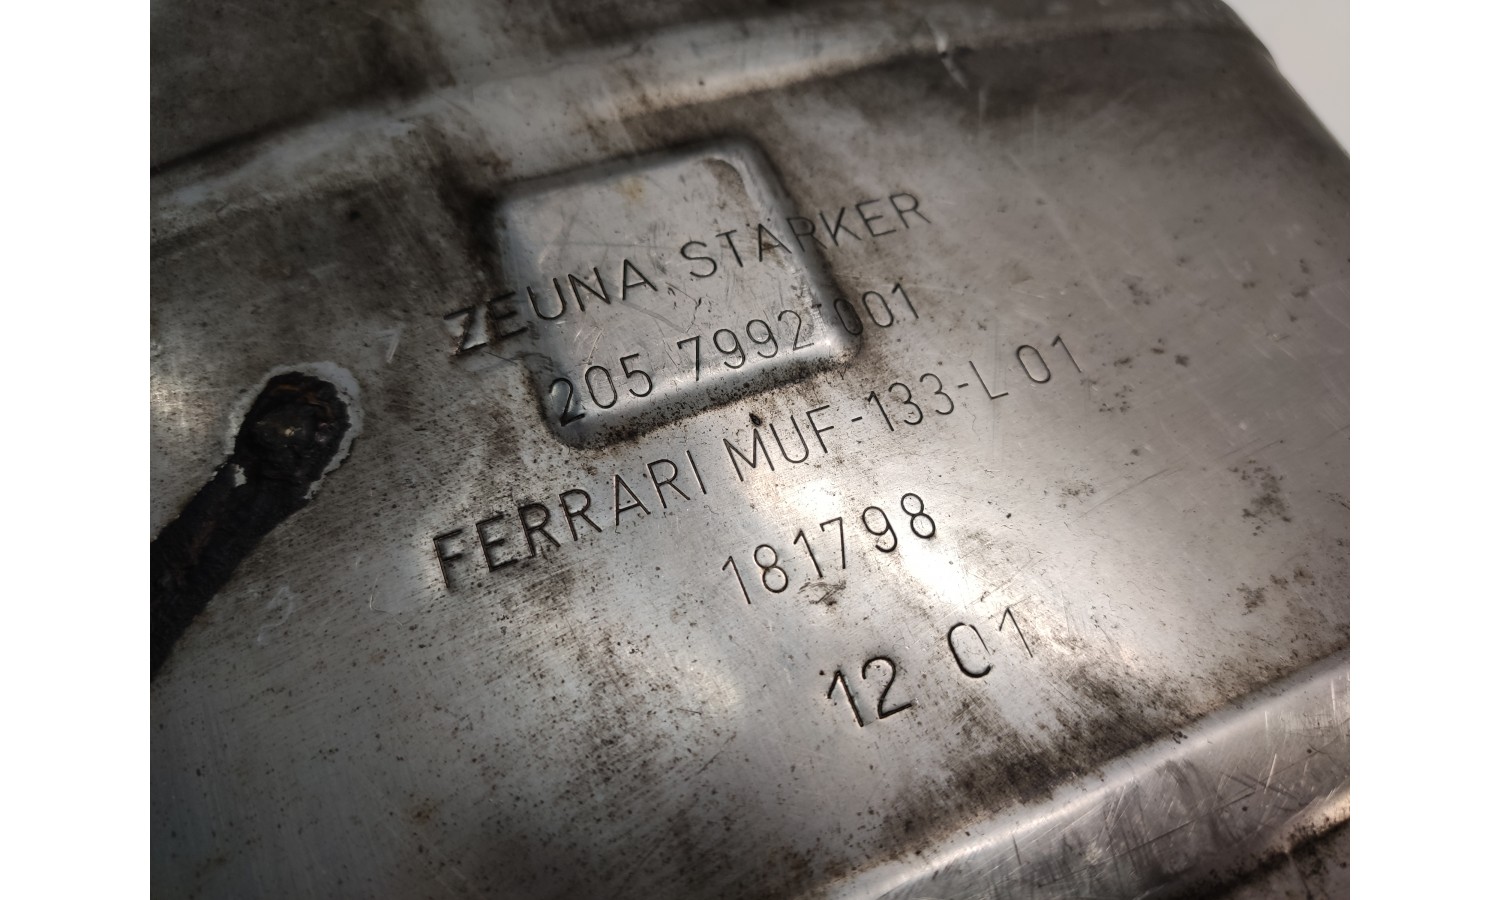 ZEUNA STARKER
205 7992 001
FERRARI MUF-133-L 01
181798
12 01